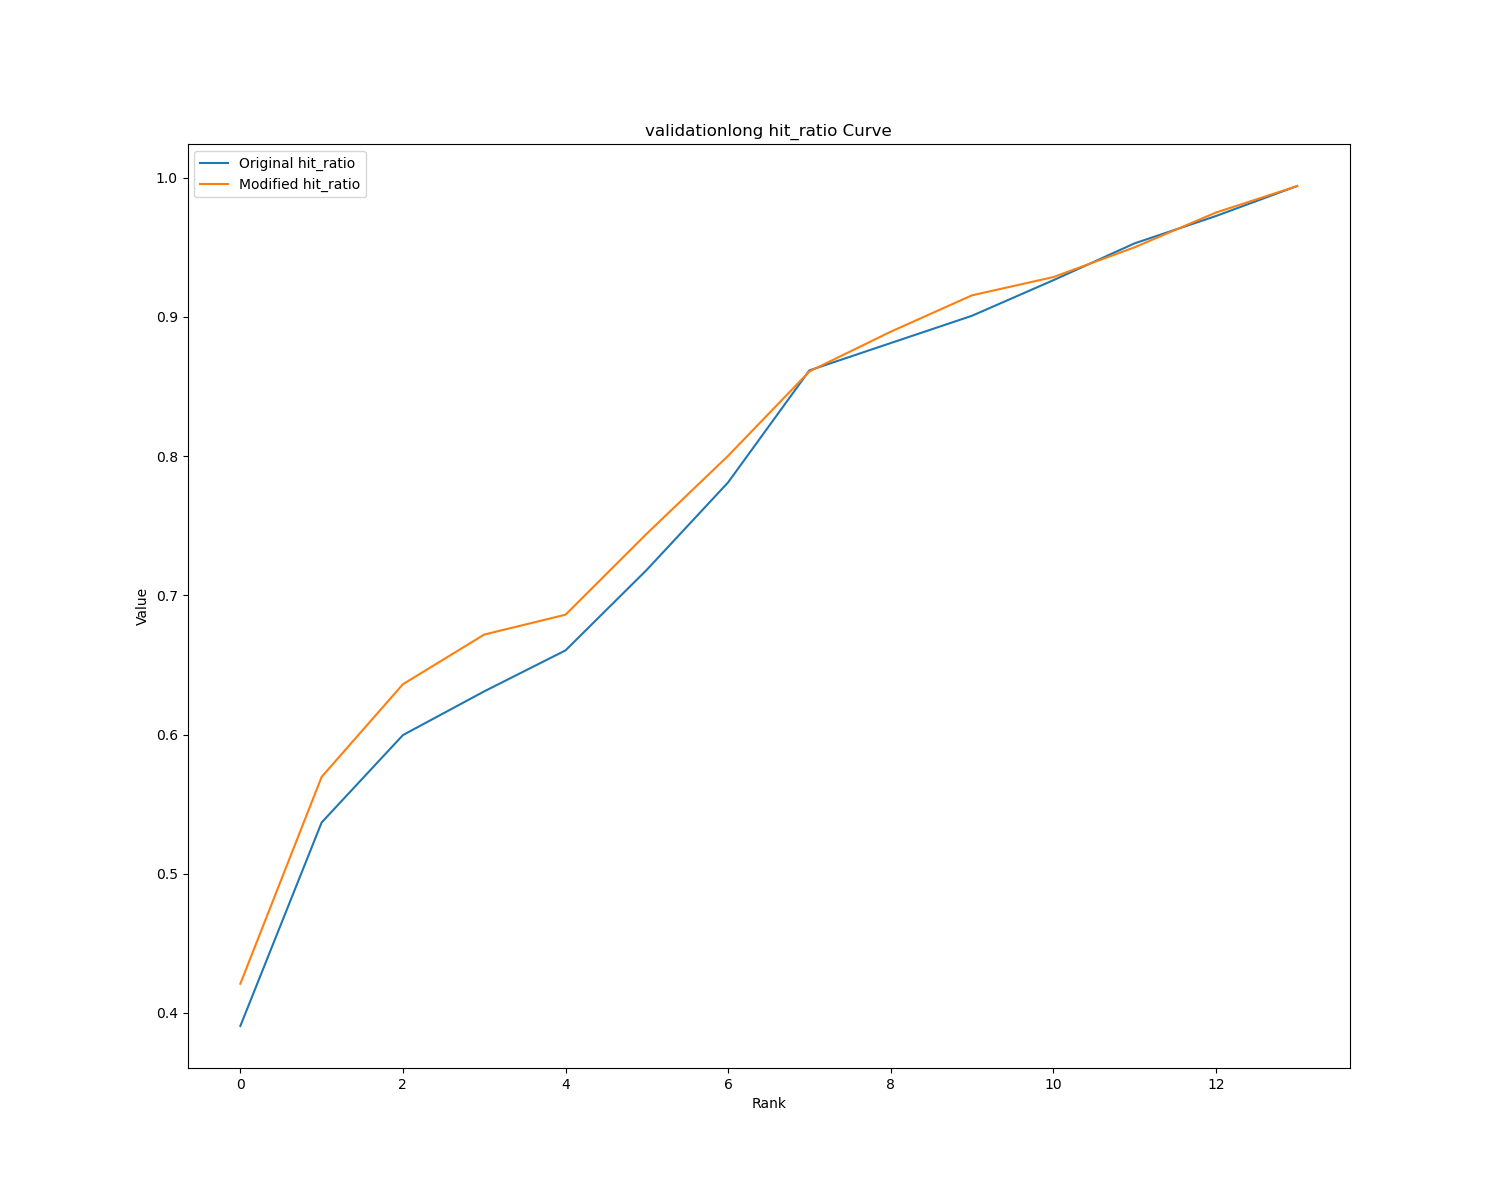 validationlong hit_ratio Curve
Original hit_ratio
Modified hit_ratio
1.0
0.9
0.8
0.7
0.6
0.5
0.4
Value
0 2 4 6 8 10 12
Rank